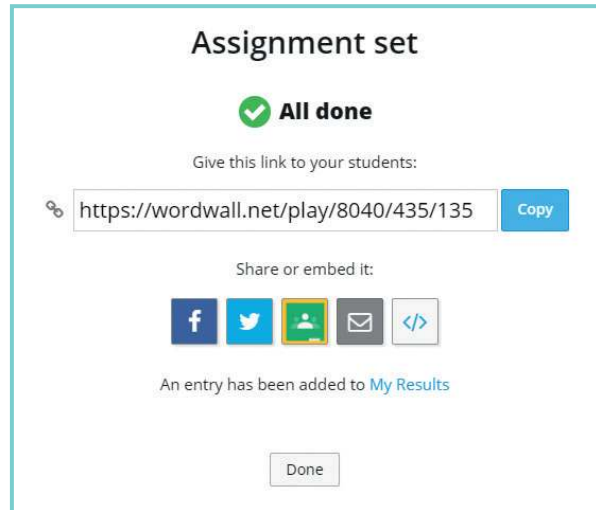 Assignment set
All done
Give this link to your students:
https://wordwall.net/play/8040/435/135 Copy
Share or embed it:
f </>
An entry has been added to My Results
Done